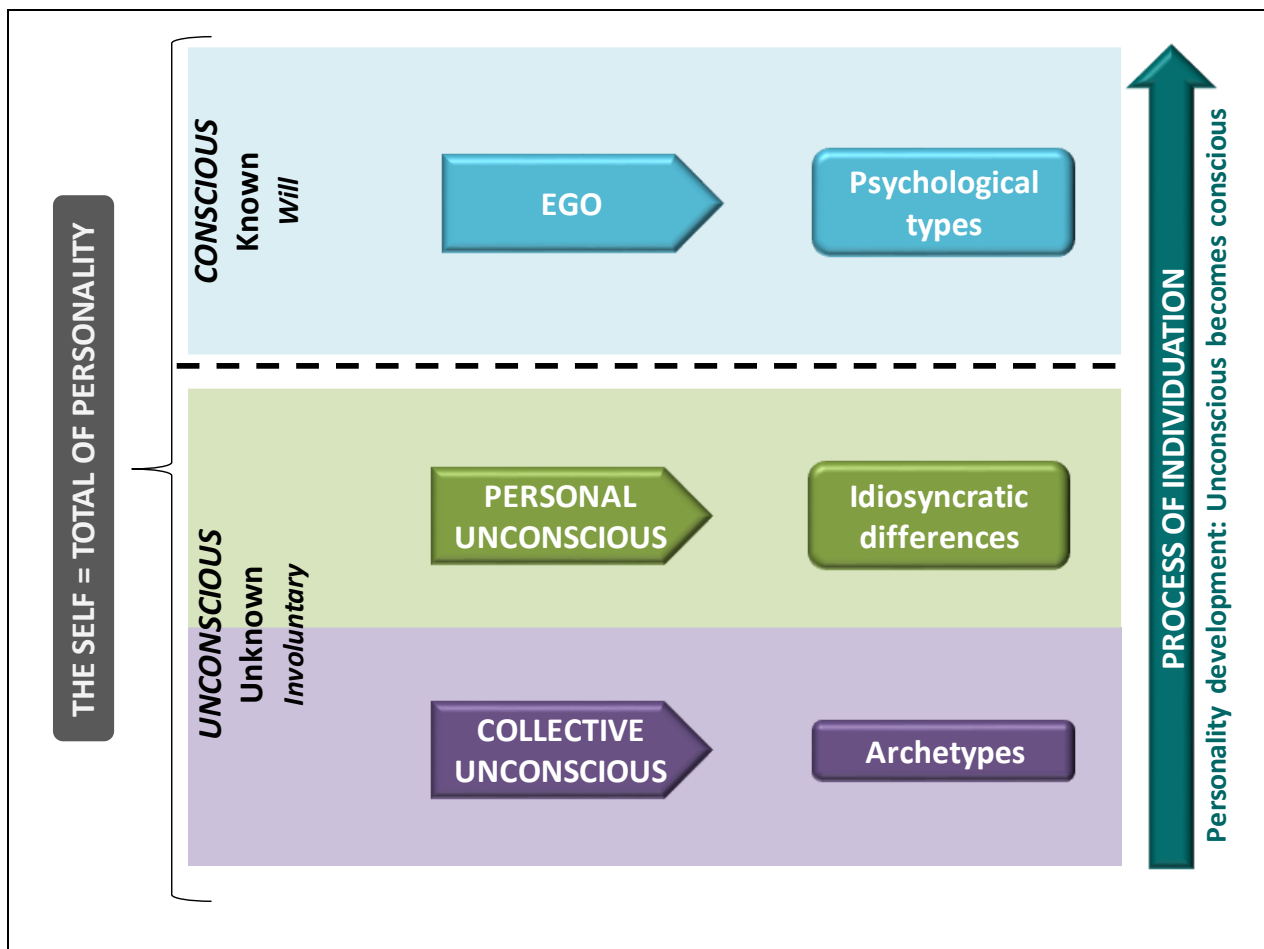 THE SELF = TOTAL OF PERSONALITY
CONSCIOUS
Known
Will
EGO
Psychological
types
UNCONSCIOUS
Unknown
Involuntary
PERSONAL
UNCONSCIOUS
Idiosyncratic
differences
COLLECTIVE
UNCONSCIOUS
Archetypes
PROCESS OF INDIVIDUATION
Personality development: Unconscious becomes conscious